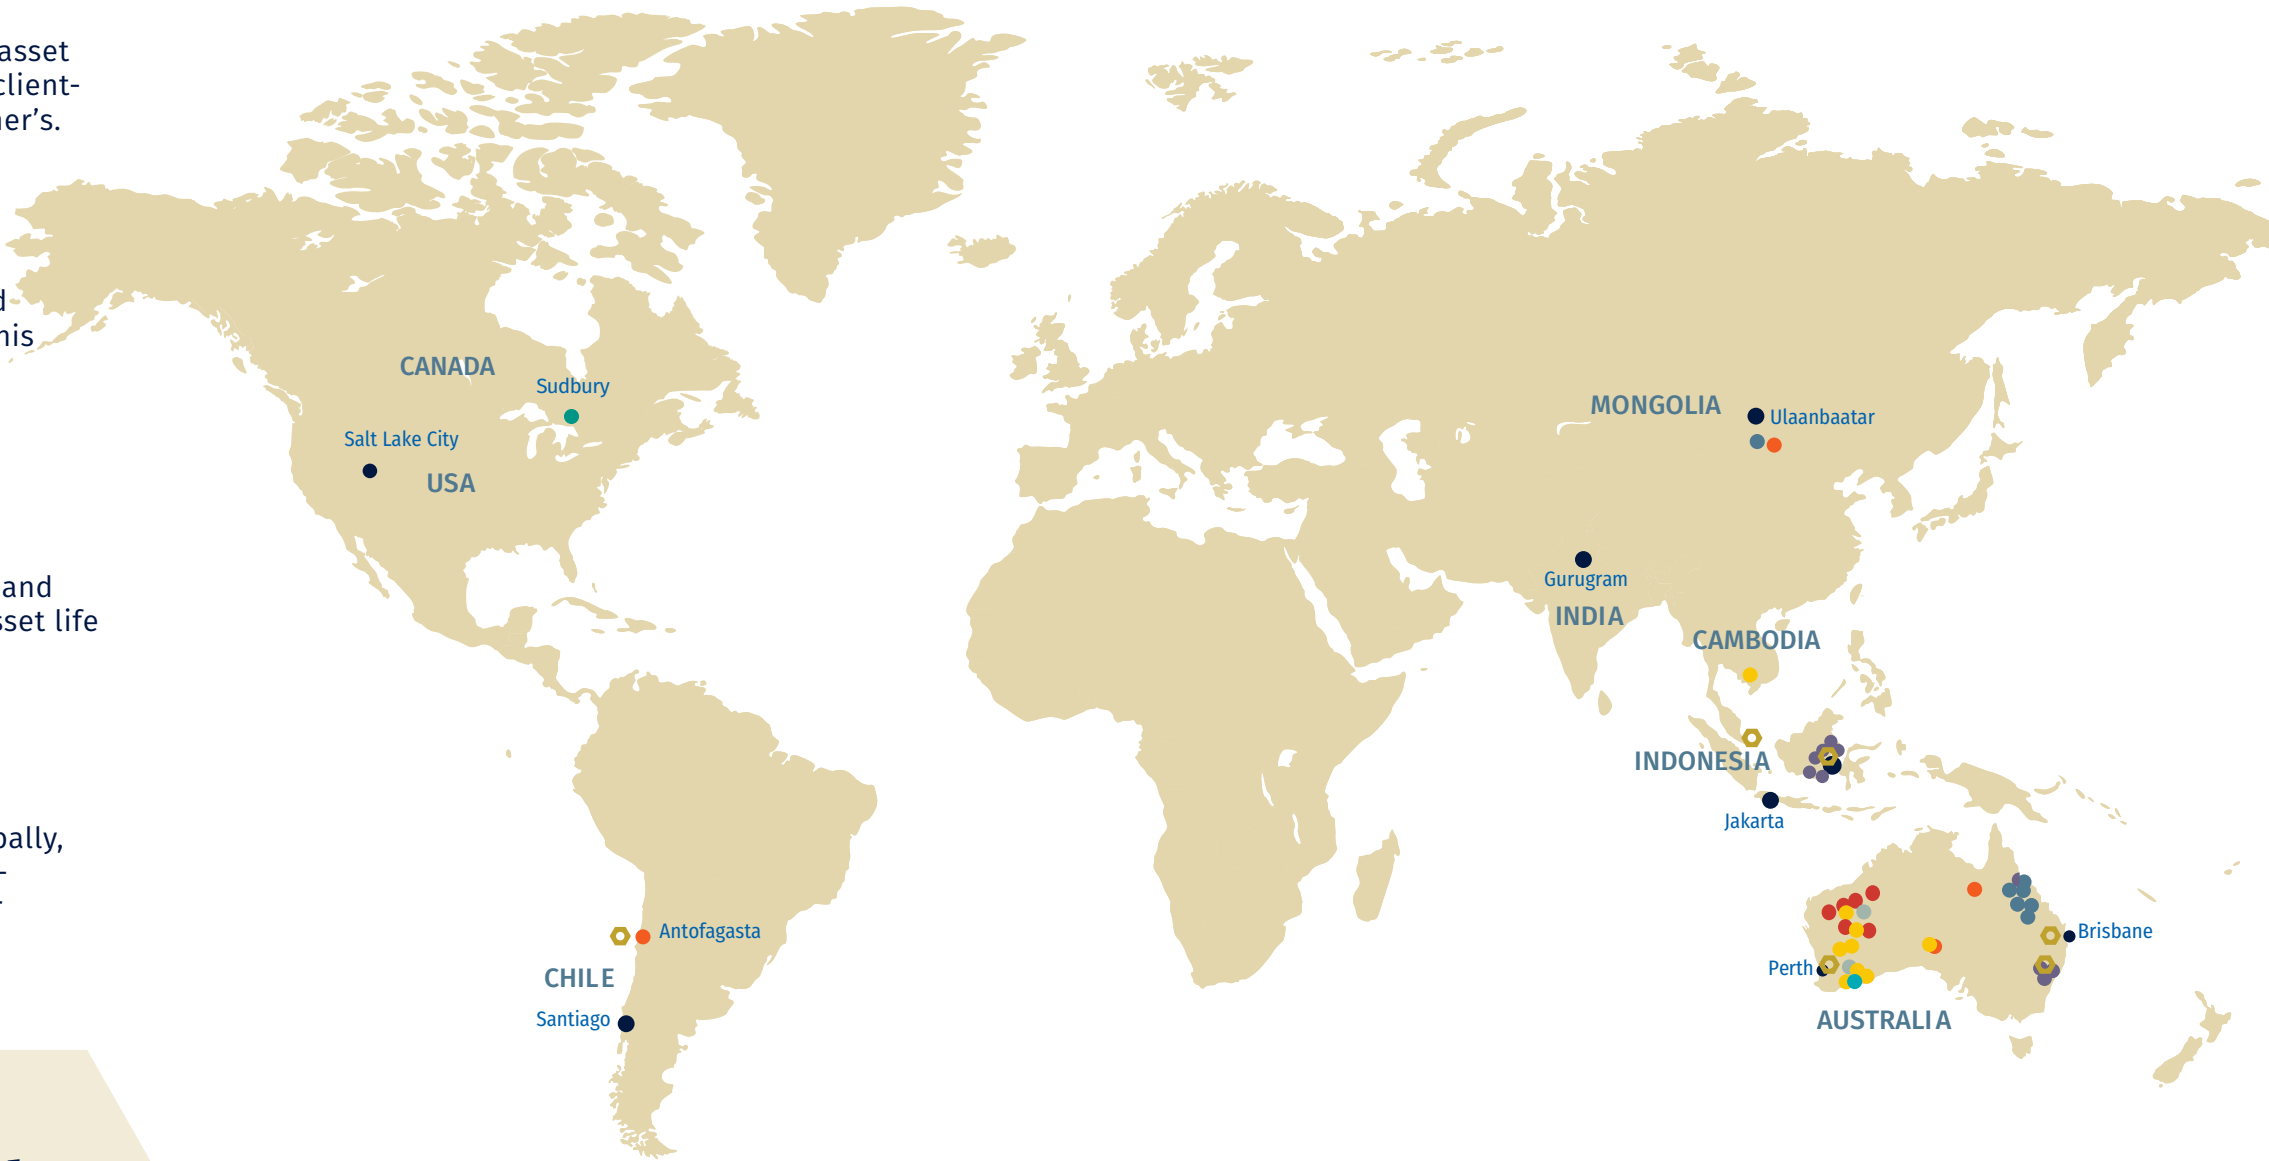 asset
client-
ner's.
d
his
and
sset life
bally,
-
CANADA
Sudbury
Salt Lake City
USA
MONGOLIA
Ulaanbaatar
Gurugram
INDIA
CAMBODIA
INDONESIA
Jakarta
Antofagasta
CHILE
Santiago
Brisbane
Perth
AUSTRALIA